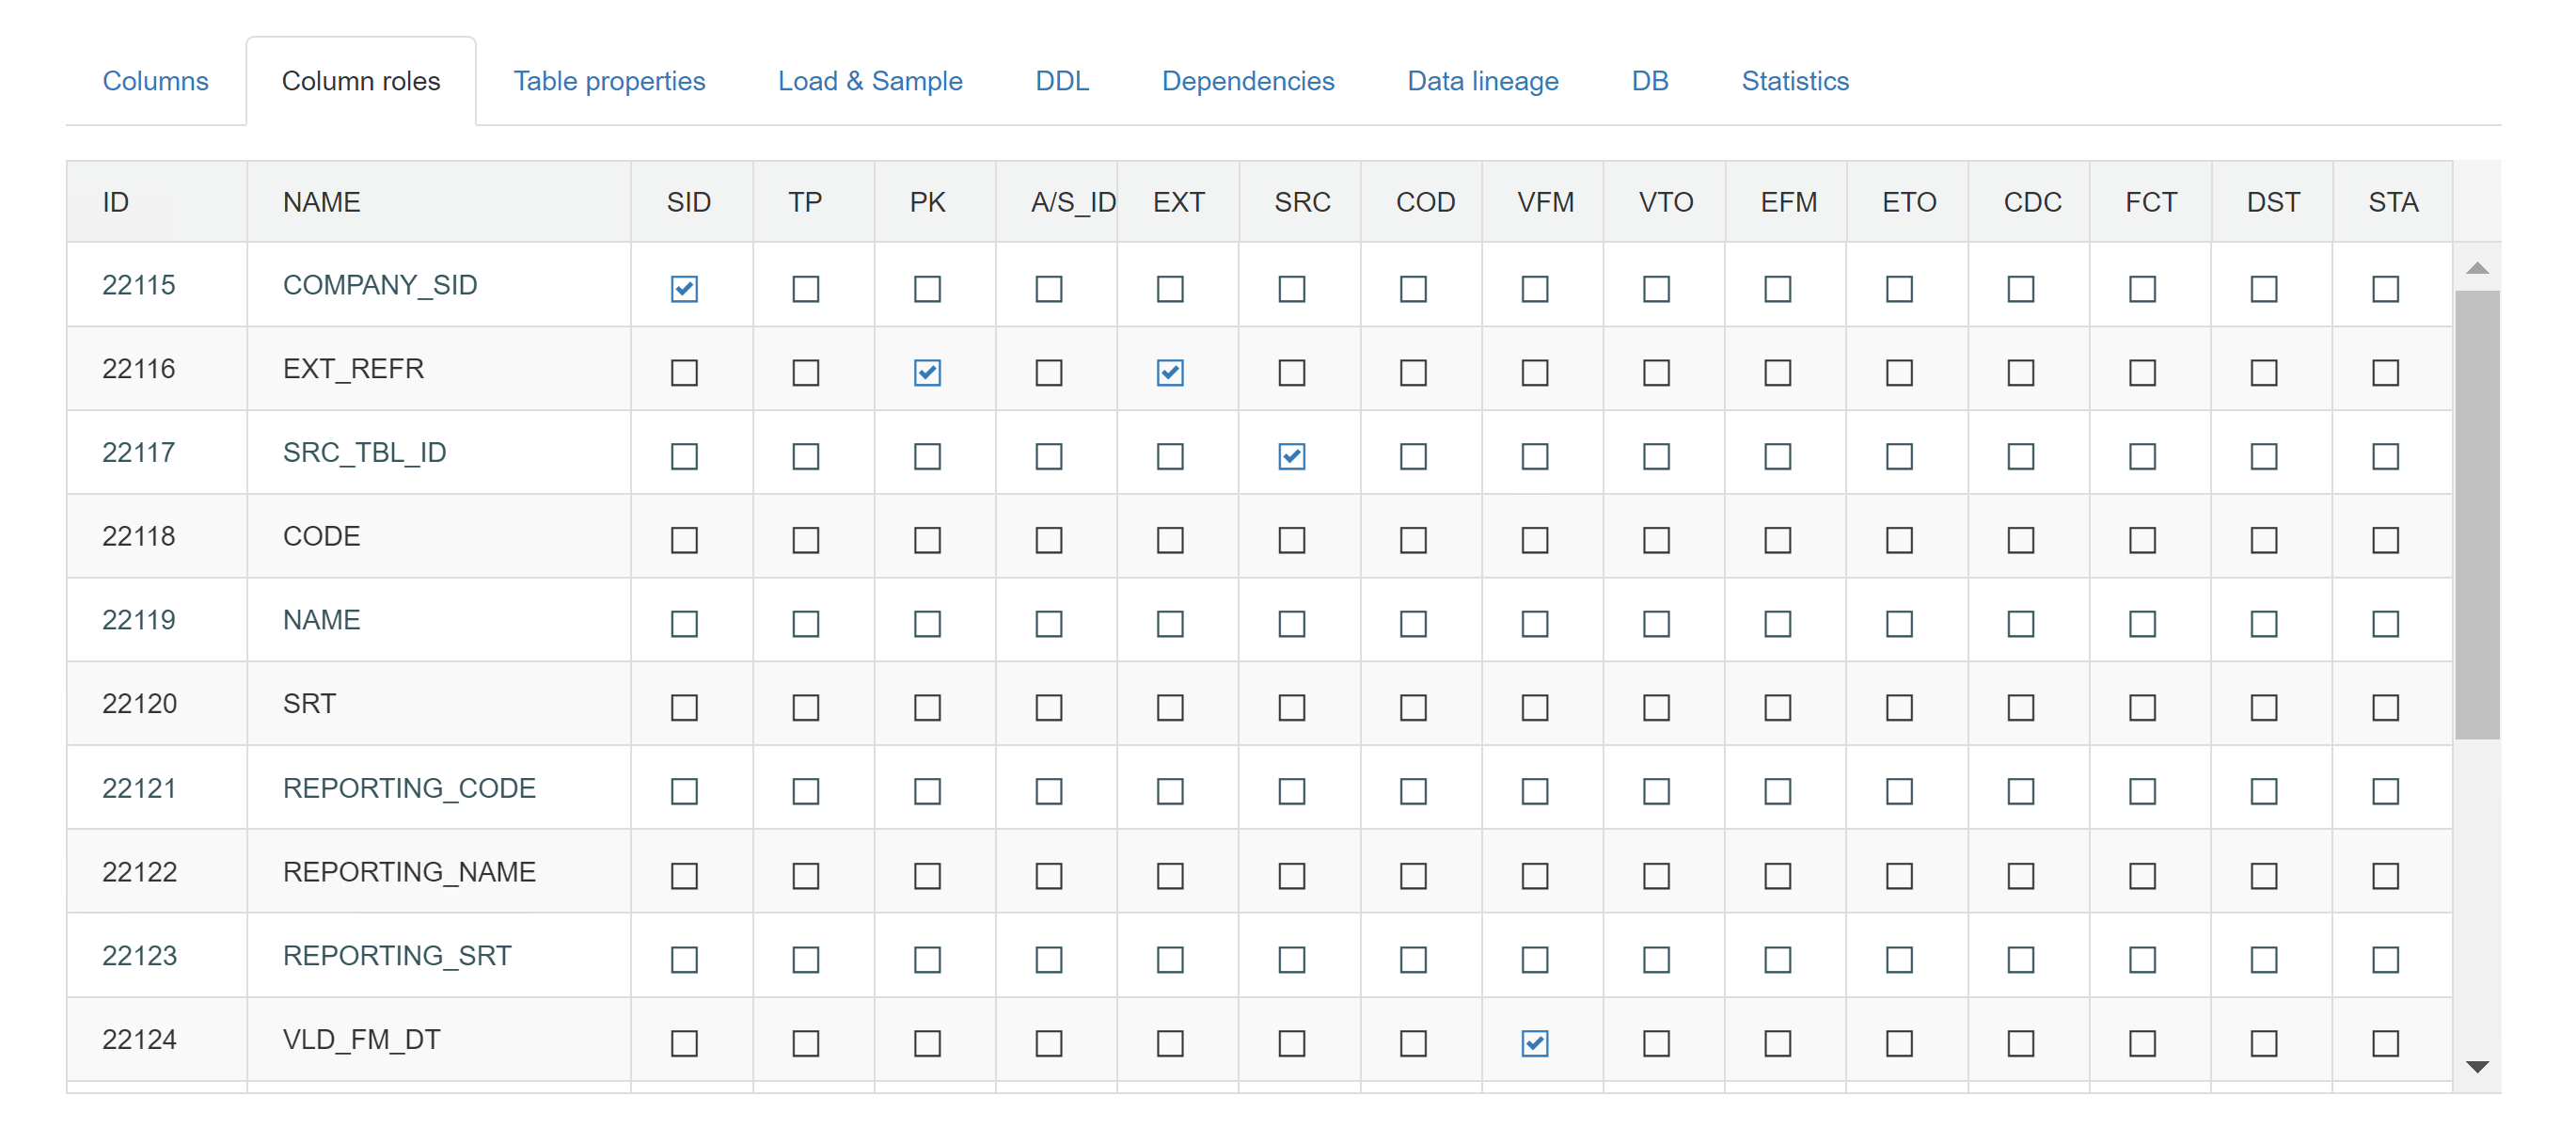 Columns Column roles Table properties Load & Sample DDL Dependencies Data lineage DB Statistics
ID NAME SID TP PK A/S_ID EXT SRC COD VFM VTO EFM ETO CDC FCT DST STA
22115 COMPANY_SID
22116 EXT_REFR
22117 SRC_TBL_ID
22118 CODE
22119 NAME
22120 SRT
22121 REPORTING_CODE
22122 REPORTING_NAME
22123 REPORTING_SRT
22124 VLD_FM_DT